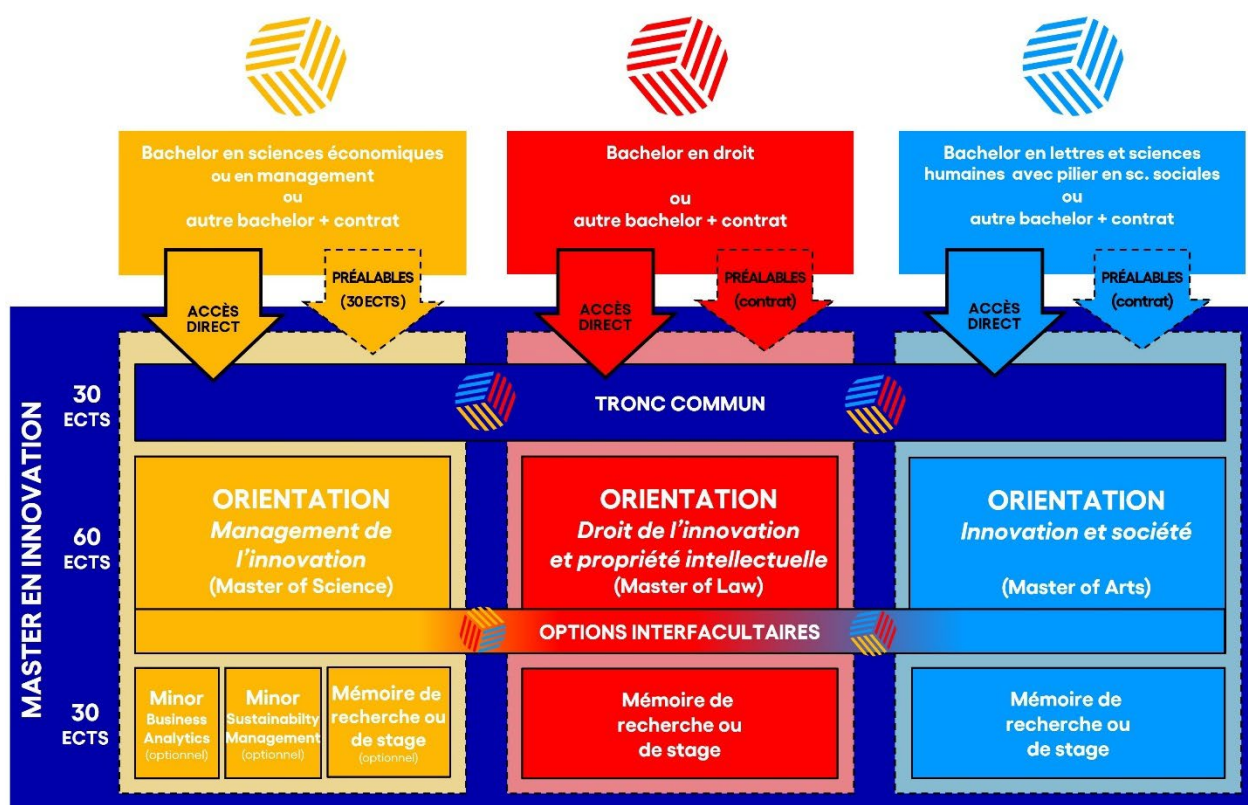 Bachelor en sciences économiques
ou en management
ou
autre bachelor + contrat
Bachelor en droit
ou
autre bachelor + contrat
Bachelor en lettres et sciences
humaines avec pilier en sc. sociales
ou
autre bachelor + contrat
ACCÈS
DIRECT
PRÉALABLES
(30 ECTS)
ACCÈS
DIRECT
PRÉALABLES
(contrat)
ACCÈS
DIRECT
PRÉALABLES
(contrat)
MASTER EN INNOVATION
30
ECTS
TRONC COMMUN
60
ECTS
ORIENTATION
Management de
l'innovation
(Master of Science)
ORIENTATION
Droit de l'innovation
et propriété intellectuelle
(Master of Law)
ORIENTATION
Innovation et société
(Master of Arts)
OPTIONS INTERFACULTAIRES
30
ECTS
Minor
Business
Analytics
(optionnel)
Minor
Sustainabilty
Management
(optionnel)
Mémoire de
recherche ou
de stage
(optionnel)
Mémoire de
recherche ou
de stage
Mémoire de
recherche ou
de stage